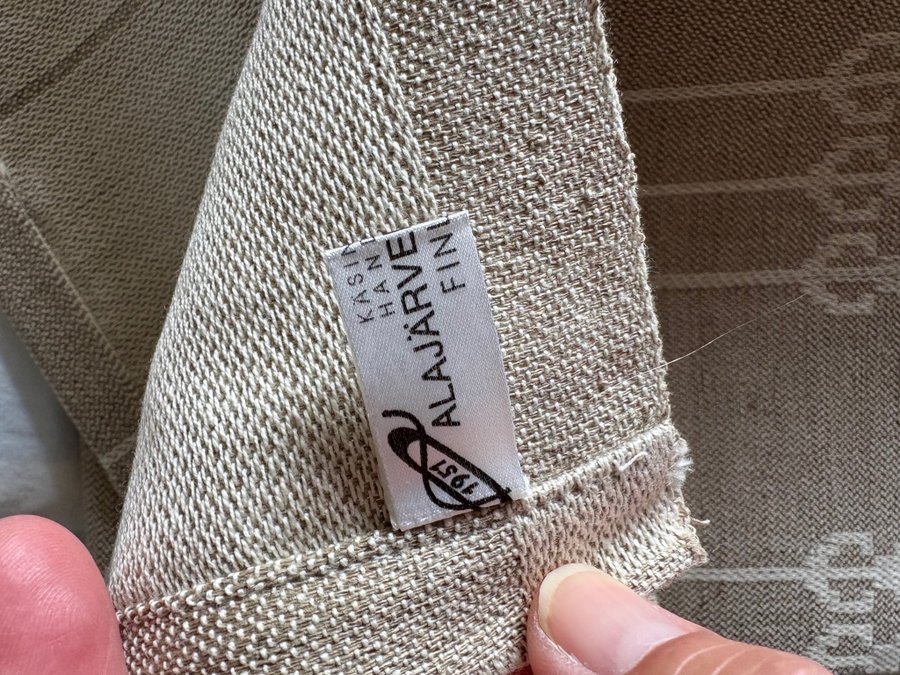 KÄSI
HAN
ALAJÄRVE
FIN
1951